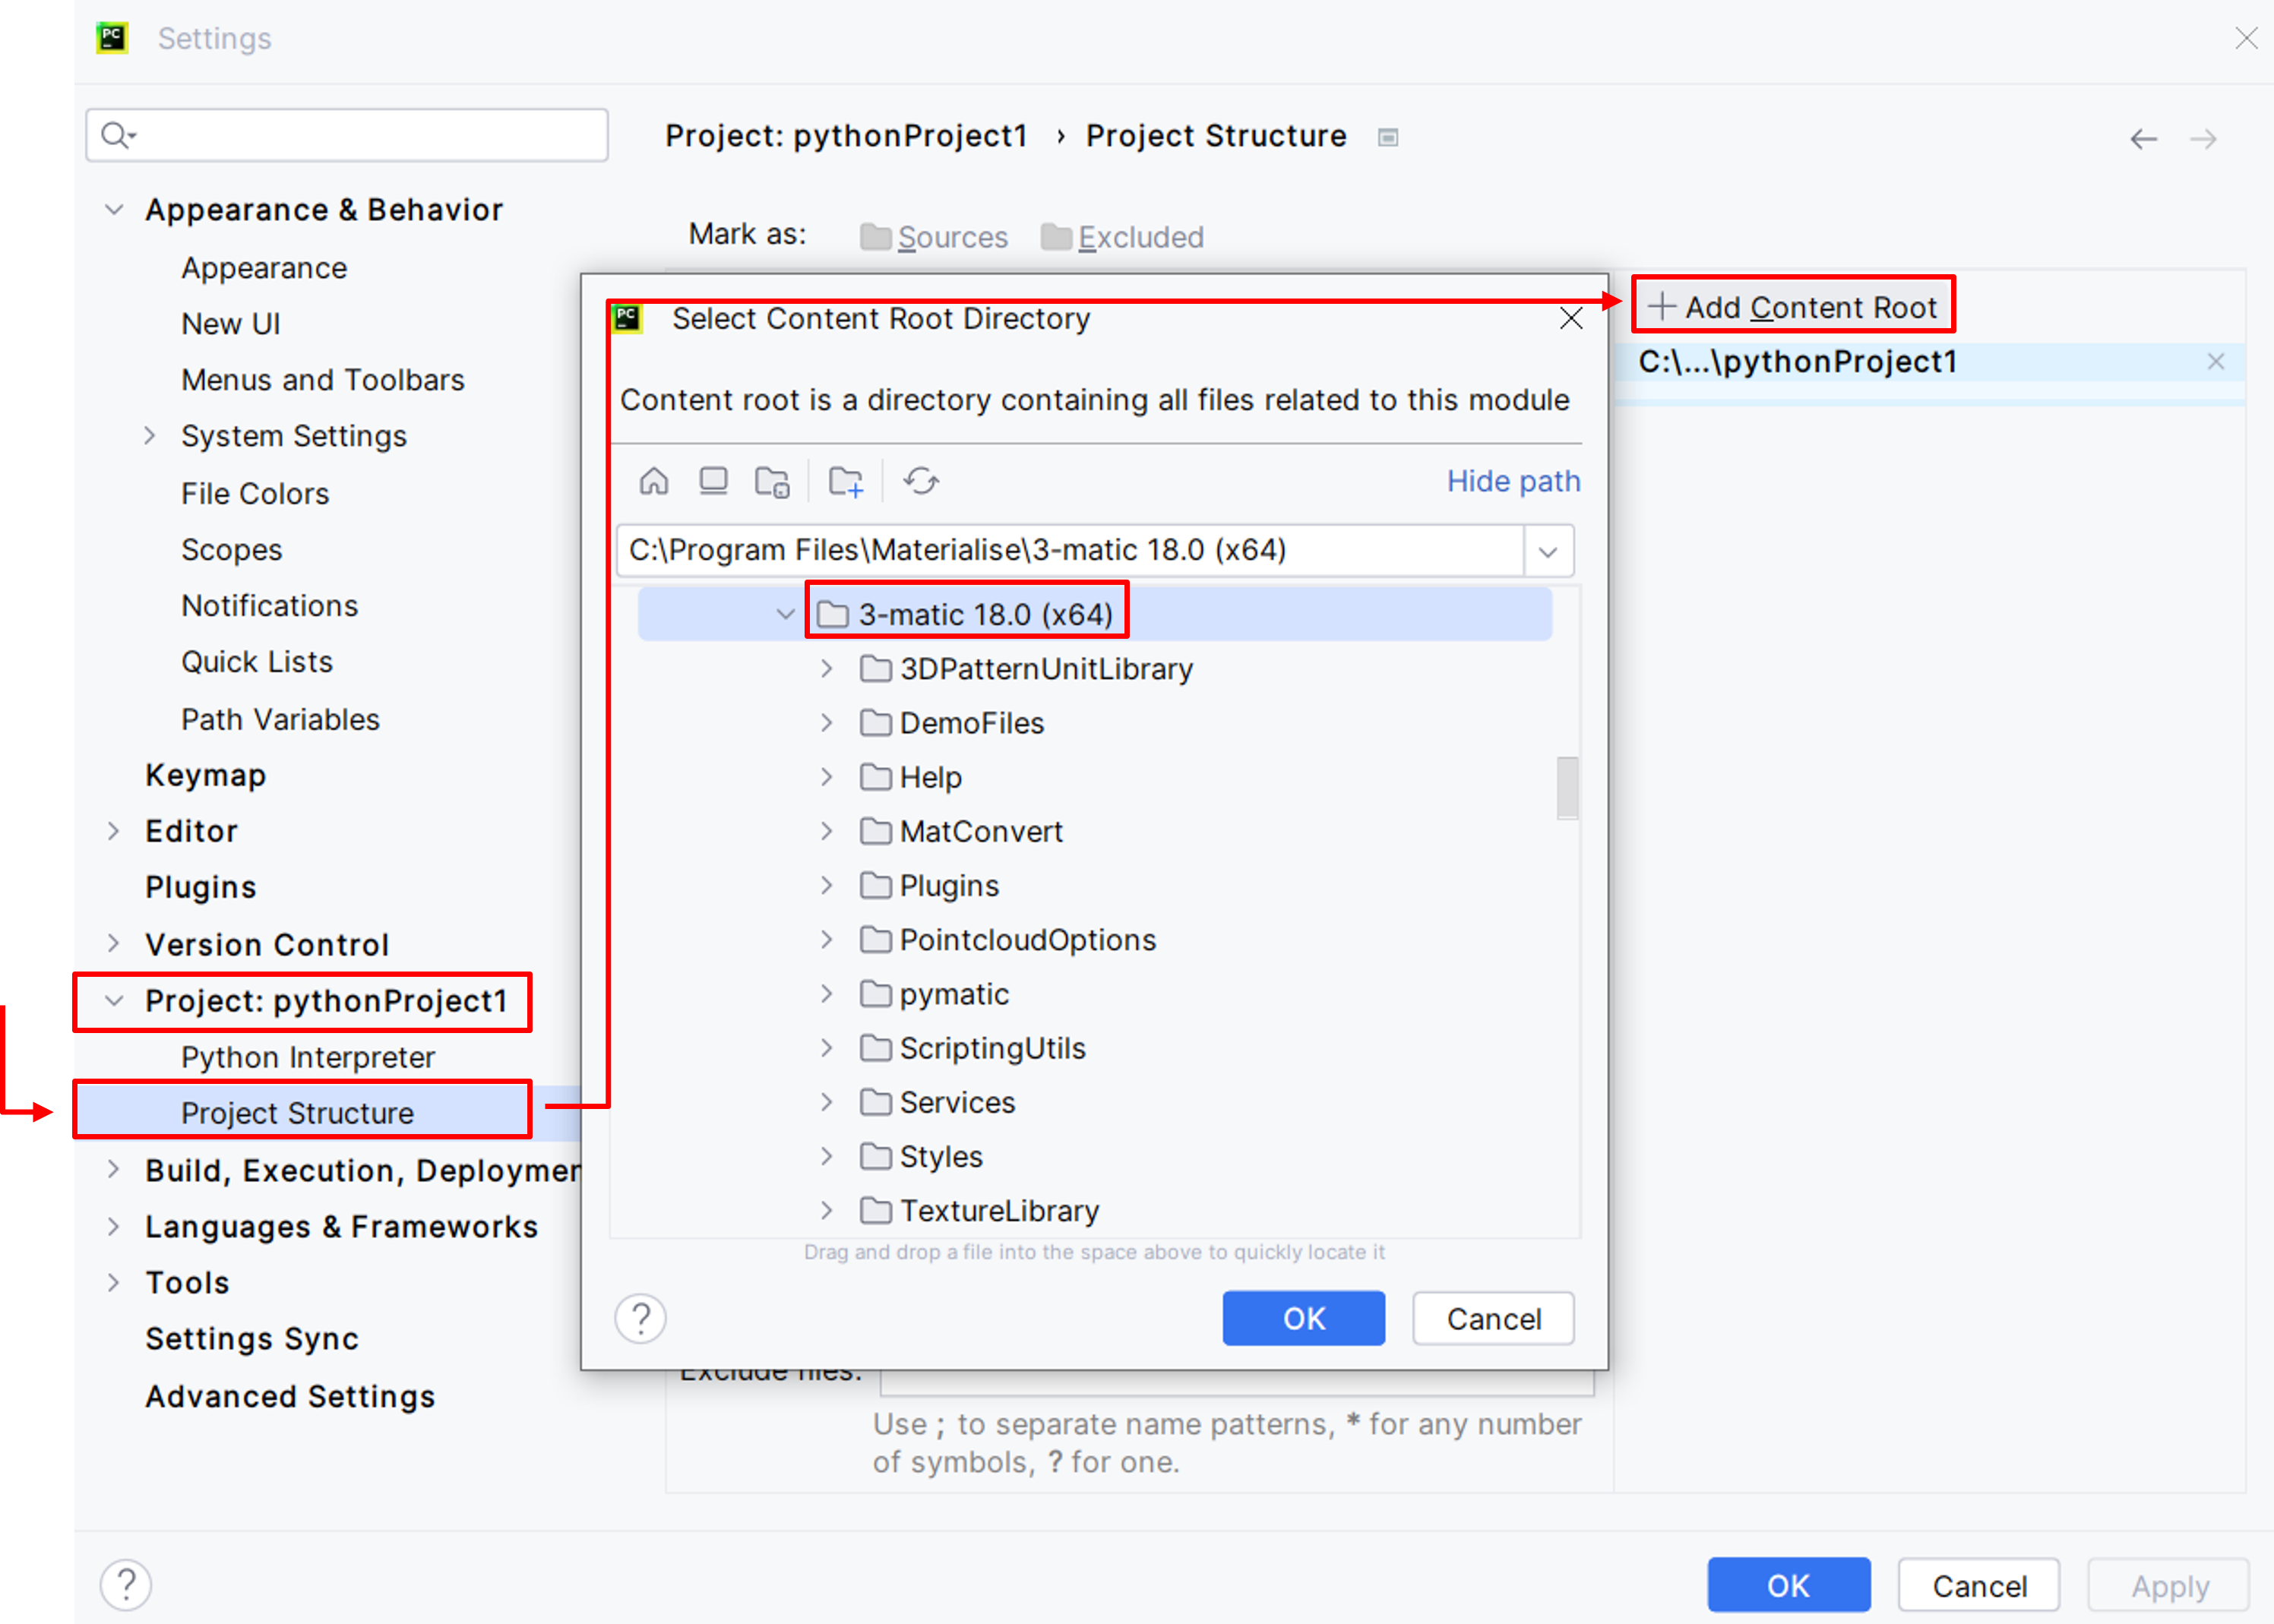 Settings
Project: pythonProject1 › Project Structure
Appearance & Behavior
Appearance
New UI
Menus and Toolbars
System Settings
File Colors
Scopes
Notifications
Quick Lists
Path Variables
Keymap
Editor
Plugins
Version Control
Project: pythonProject1
Python Interpreter
Project Structure
Build, Execution, Deploymen
Languages & Frameworks
Tools
Settings Sync
Advanced Settings
Mark as: Sources Excluded
PC
Select Content Root Directory
Content root is a directory containing all files related to this module
Hide path
C:\Program Files\Materialise\3-matic 18.0 (x64)
3-matic 18.0 (x64)
3DPatternUnitLibrary
DemoFiles
Help
MatConvert
Plugins
PointcloudOptions
pymatic
ScriptingUtils
Services
Styles
TextureLibrary
Drag and drop a file into the space above to quickly locate it
? OK Cancel
Add Content Root
C:\...\pythonProject1
Exclude files:
Use ; to separate name patterns, * for any number
of symbols, ? for one.
? OK Cancel Apply